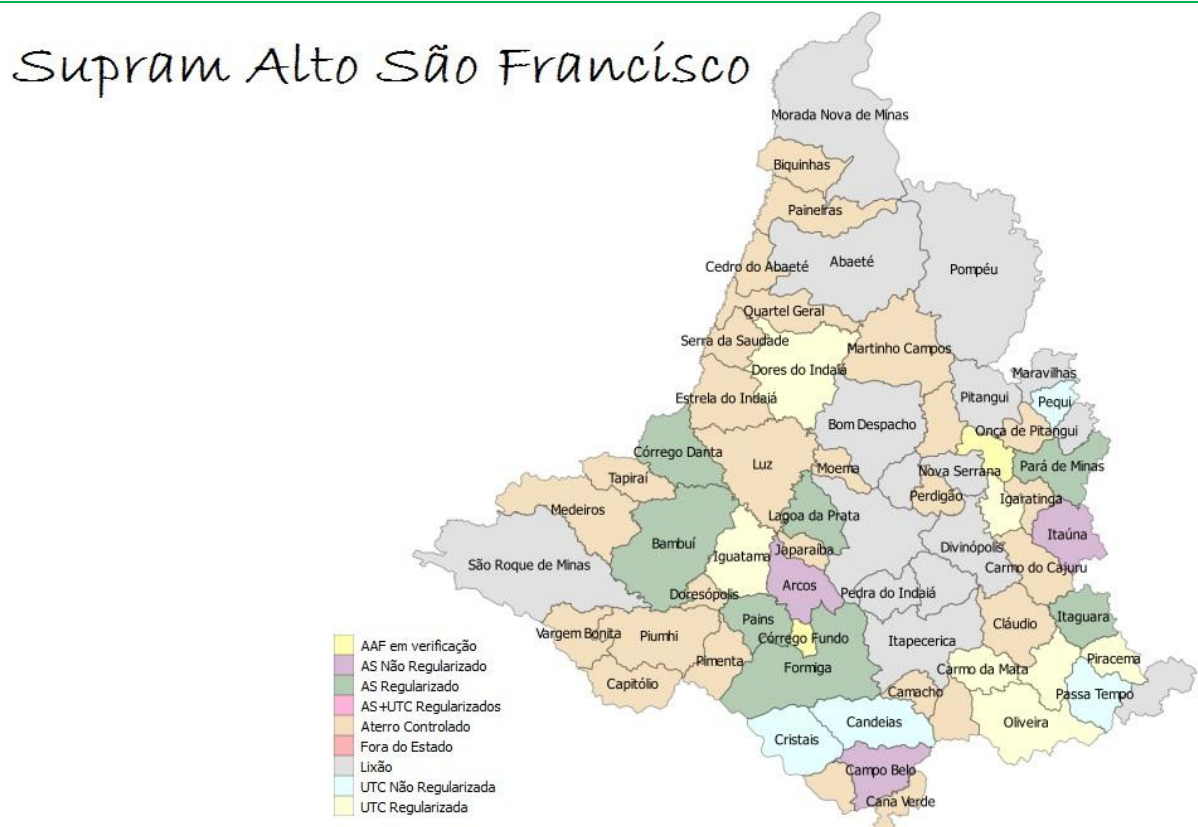 Supram Alto São Francisco
Morada Nova de Minas
Biquinhas
Paineiras
Cedro do Abaeté
Abaeté
Pompéu
Quartel Geral
Serra da Saudade
Martinho Campos
Dores do Indaiá
Maravilhas
Estrela do Indaiá
Pitangui
Pequi
Bom Despacho
Onça de Pitangui
Córrego Danta
Luz
Moema
Nova Serrana
Pará de Minas
Tapiraí
Perdigão
Igaratinga
Medeiros
Lagoa da Prata
Itaúna
Bambuí
Iguatama
Japaraíba
Divinópolis
São Roque de Minas
Carmo do Cajuru
Arcos
Pedra do Indaiá
Doresópolis
Pains
Cláudio
Itaguara
Vargem Bonita
Piumhi
Córrego Fundo
Itapecerica
Pimenta
Formiga
Carmo da Mata
Piracema
Capitólio
Camacho
Passa Tempo
Candeias
Oliveira
Cristais
Campo Belo
Cana Verde
AAF em verificação
AS Não Regularizado
AS Regularizado
AS+UTC Regularizados
Aterro Controlado
Fora do Estado
Lixão
UTC Não Regularizada
UTC Regularizada